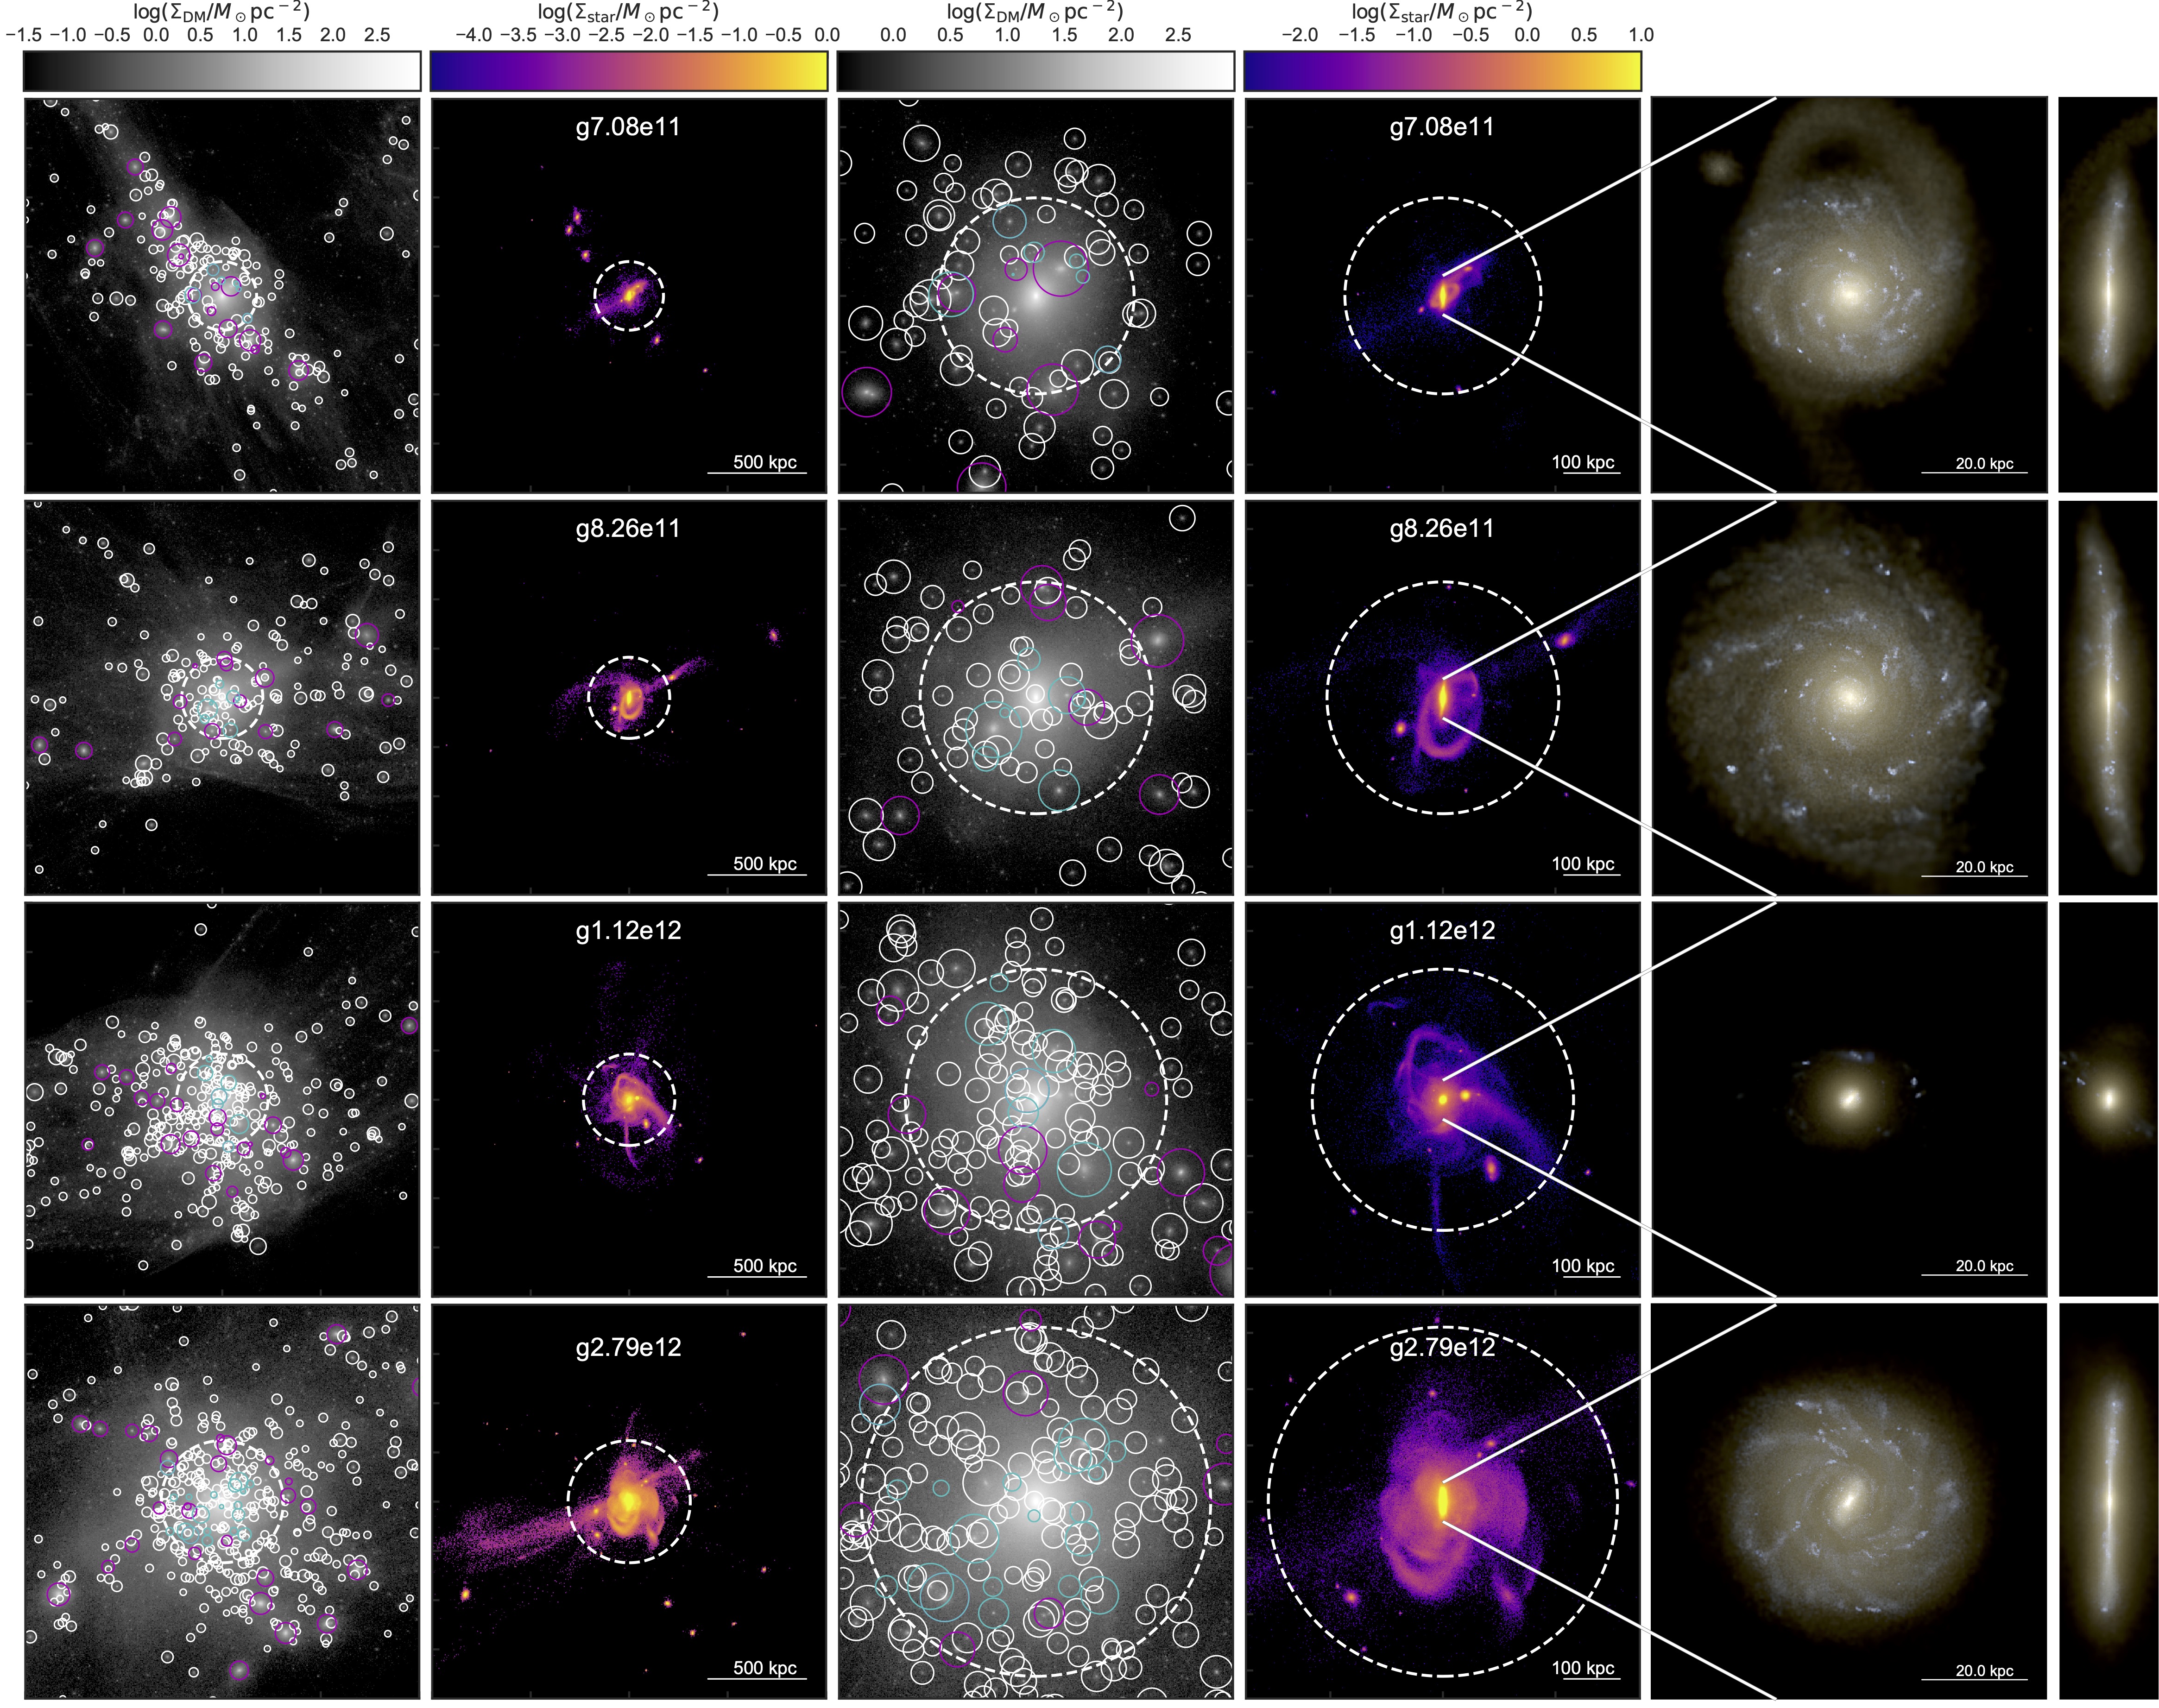 log(Σ_DM/M_⊙pc⁻²) log(Σ_star/M_⊙pc⁻²) log(Σ_DM/M_⊙pc⁻²) log(Σ_star/M_⊙pc⁻²)
−1.5 −1.0 −0.5 0.0 0.5 1.0 1.5 2.0 2.5 −4.0 −3.5 −3.0 −2.5 −2.0 −1.5 −1.0 −0.5 0.0 0.0 0.5 1.0 1.5 2.0 2.5 −2.0 −1.5 −1.0 −0.5 0.0 0.5 1.0
g7.08e11 g7.08e11
500 kpc 100 kpc 20.0 kpc
g8.26e11 g8.26e11
500 kpc 100 kpc 20.0 kpc
g1.12e12 g1.12e12
500 kpc 100 kpc 20.0 kpc
g2.79e12 g2.79e12
500 kpc 100 kpc 20.0 kpc